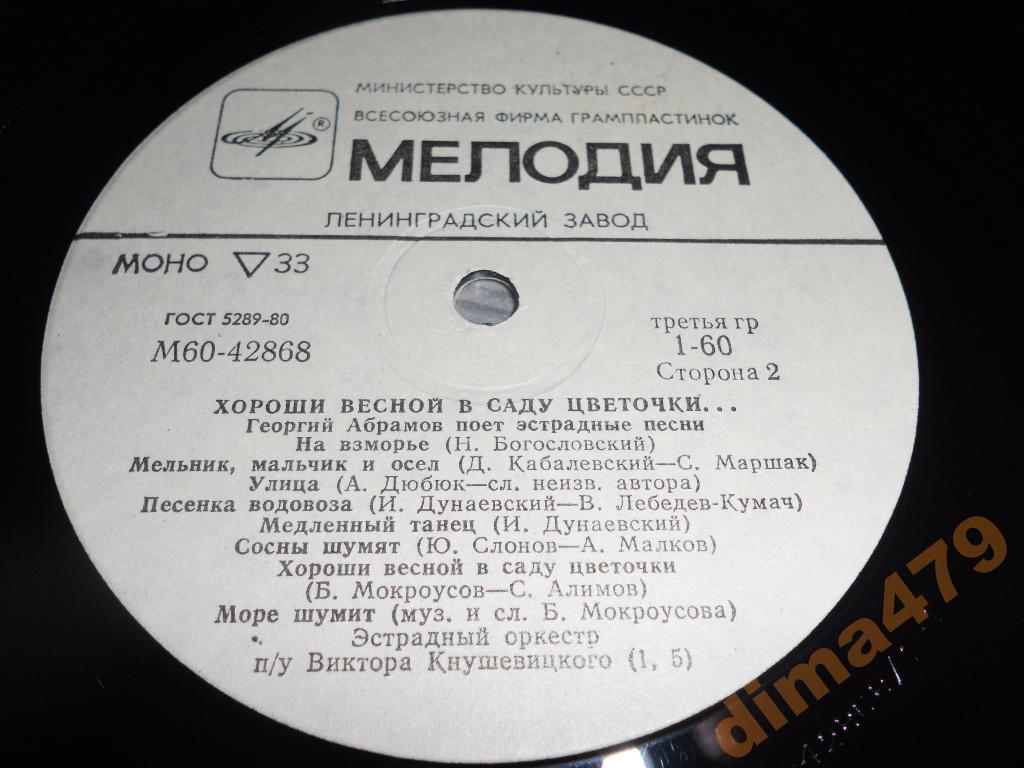 МИНИСТЕРСТВО КУЛЬТУРЫ СССР
ВСЕСОЮЗНАЯ ФИРМА ГРАМПЛАСТИНОК
®
МЕЛОДИЯ
ЛЕНИНГРАДСКИЙ ЗАВОД
МОНО ▽ 33
ГОСТ 5289-80
М60-42868
третья гр
1-60
Сторона 2
ХОРОШИ ВЕСНОЙ В САДУ ЦВЕТОЧКИ...
Георгий Абрамов поет эстрадные песни
На взморье (Н. Богословский)
Мельник, мальчик и осел (Д. Кабалевский—С. Маршак)
Улица (А. Дюбюк—сл. неизв. автора)
Песенка водовоза (И. Дунаевский—В. Лебедев-Кумач)
Медленный танец (И. Дунаевский)
Сосны шумят (Ю. Слонов—А. Малков)
Хороши весной в саду цветочки
(Б. Мокроусов—С. Алимов)
Море шумит (муз. и сл. Б. Мокроусова)
Эстрадный оркестр
п/у Виктора Кнушевицкого (1, 5)
dima479